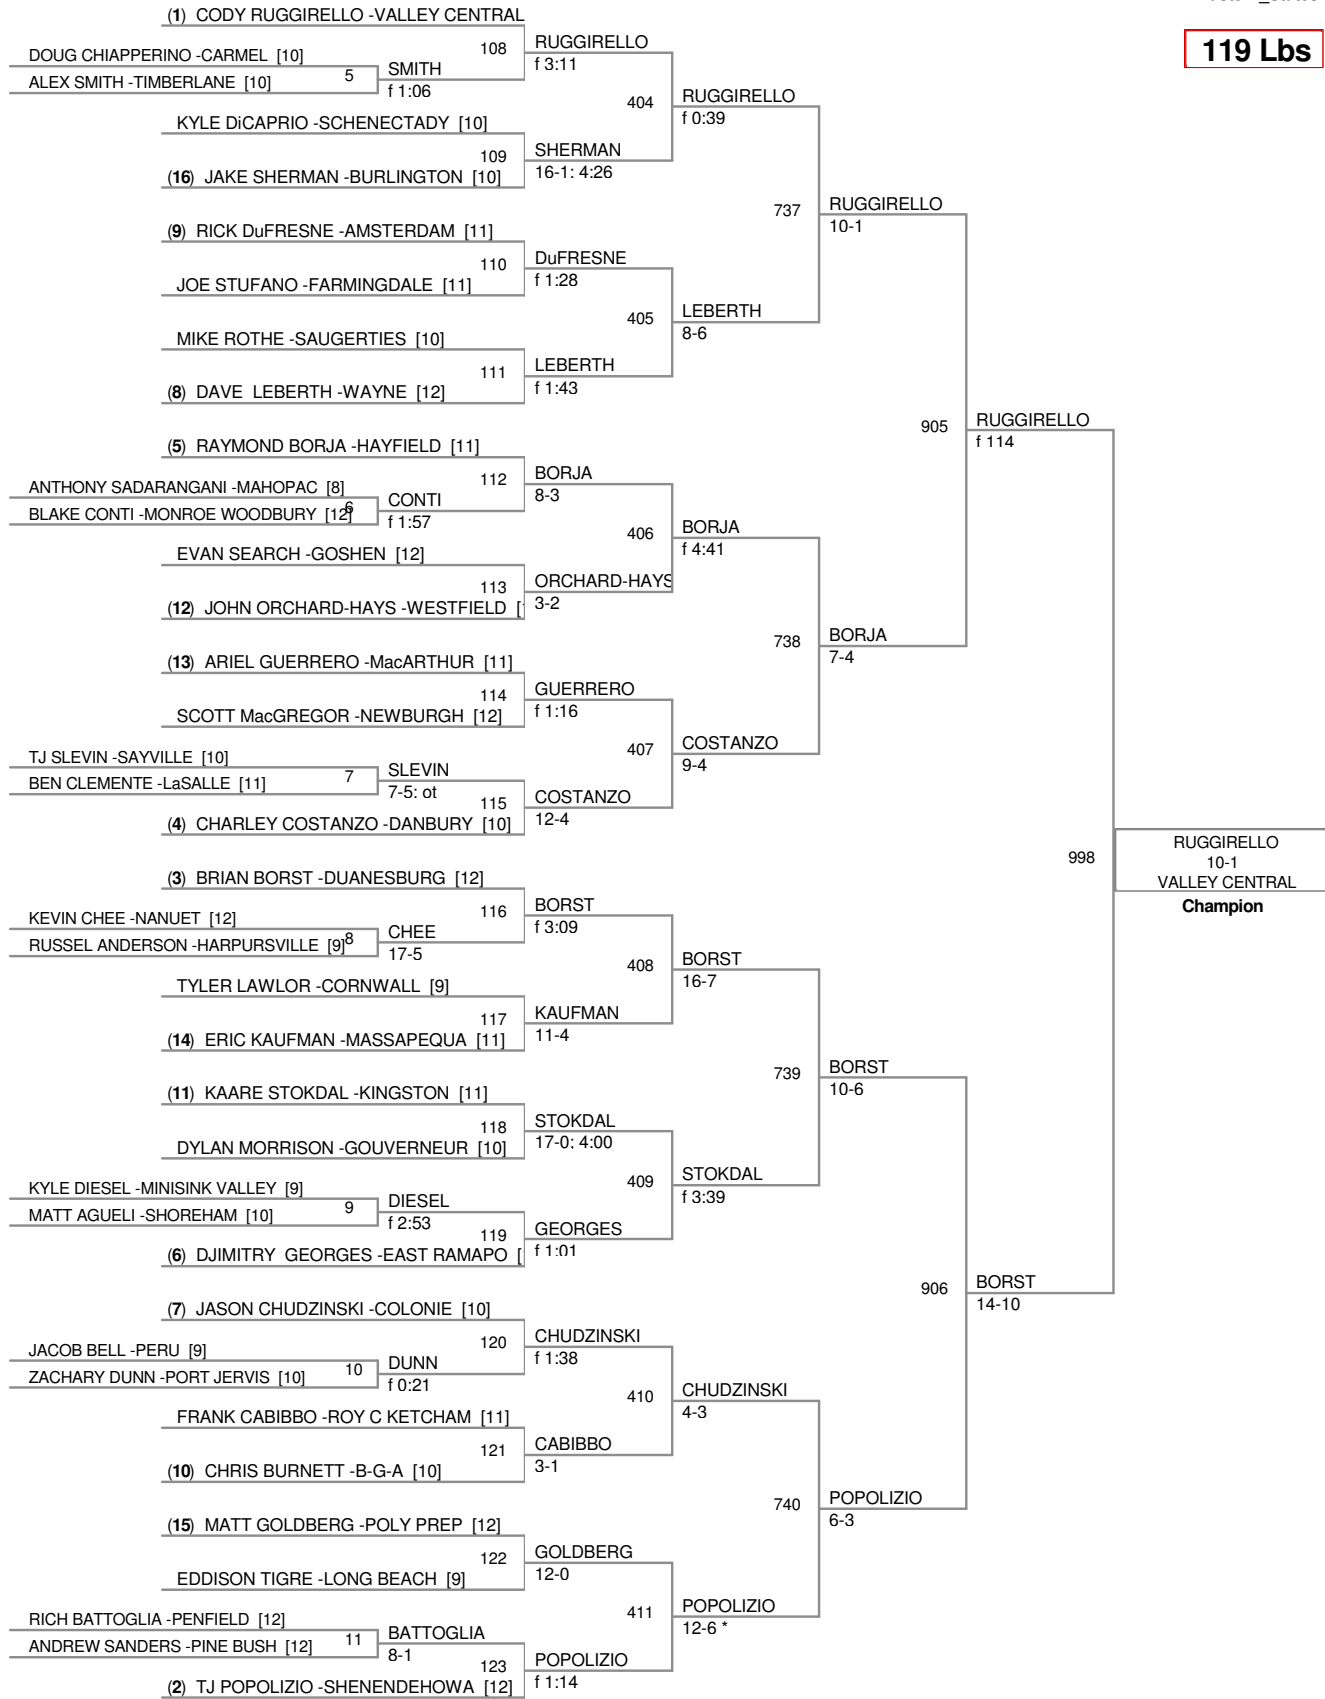 119 Lbs
(1) CODY RUGGIRELLO -VALLEY CENTRAL
108
RUGGIRELLO
f 3:11
DOUG CHIAPPERINO -CARMEL [10]
ALEX SMITH -TIMBERLANE [10]
5
SMITH
f 1:06
404
RUGGIRELLO
f 0:39
KYLE DiCAPRIO -SCHENECTADY [10]
109
SHERMAN
16-1: 4:26
(16) JAKE SHERMAN -BURLINGTON [10]
737
RUGGIRELLO
10-1
(9) RICK DuFRESNE -AMSTERDAM [11]
110
DuFRESNE
f 1:28
JOE STUFANO -FARMINGDALE [11]
405
LEBERTH
8-6
MIKE ROTHE -SAUGERTIES [10]
111
LEBERTH
f 1:43
(8) DAVE LEBERTH -WAYNE [12]
905
RUGGIRELLO
f 114
(5) RAYMOND BORJA -HAYFIELD [11]
112
BORJA
8-3
ANTHONY SADARANGANI -MAHOPAC [8]
BLAKE CONTI -MONROE WOODBURY [12]
6
CONTI
f 1:57
406
BORJA
f 4:41
EVAN SEARCH -GOSHEN [12]
113
ORCHARD-HAYS
3-2
(12) JOHN ORCHARD-HAYS -WESTFIELD [
738
BORJA
7-4
(13) ARIEL GUERRERO -MacARTHUR [11]
114
GUERRERO
f 1:16
SCOTT MacGREGOR -NEWBURGH [12]
407
COSTANZO
9-4
TJ SLEVIN -SAYVILLE [10]
BEN CLEMENTE -LaSALLE [11]
7
SLEVIN
7-5: ot
115
COSTANZO
12-4
(4) CHARLEY COSTANZO -DANBURY [10]
998
RUGGIRELLO
10-1
VALLEY CENTRAL
Champion
(3) BRIAN BORST -DUANESBURG [12]
116
BORST
f 3:09
KEVIN CHEE -NANUET [12]
RUSSEL ANDERSON -HARPURSVILLE [9]
8
CHEE
17-5
408
BORST
16-7
TYLER LAWLOR -CORNWALL [9]
117
KAUFMAN
11-4
(14) ERIC KAUFMAN -MASSAPEQUA [11]
739
BORST
10-6
(11) KAARE STOKDAL -KINGSTON [11]
118
STOKDAL
17-0: 4:00
DYLAN MORRISON -GOUVERNEUR [10]
409
STOKDAL
f 3:39
KYLE DIESEL -MINISINK VALLEY [9]
MATT AGUELI -SHOREHAM [10]
9
DIESEL
f 2:53
119
GEORGES
f 1:01
(6) DJIMITRY GEORGES -EAST RAMAPO [
906
BORST
14-10
(7) JASON CHUDZINSKI -COLONIE [10]
120
CHUDZINSKI
f 1:38
JACOB BELL -PERU [9]
ZACHARY DUNN -PORT JERVIS [10]
10
DUNN
f 0:21
410
CHUDZINSKI
4-3
FRANK CABIBBO -ROY C KETCHAM [11]
121
CABIBBO
3-1
(10) CHRIS BURNETT -B-G-A [10]
740
POPOLIZIO
6-3
(15) MATT GOLDBERG -POLY PREP [12]
122
GOLDBERG
12-0
EDDISON TIGRE -LONG BEACH [9]
411
POPOLIZIO
12-6 *
RICH BATTOGLIA -PENFIELD [12]
ANDREW SANDERS -PINE BUSH [12]
11
BATTOGLIA
8-1
123
POPOLIZIO
f 1:14
(2) TJ POPOLIZIO -SHENENDEHOWA [12]